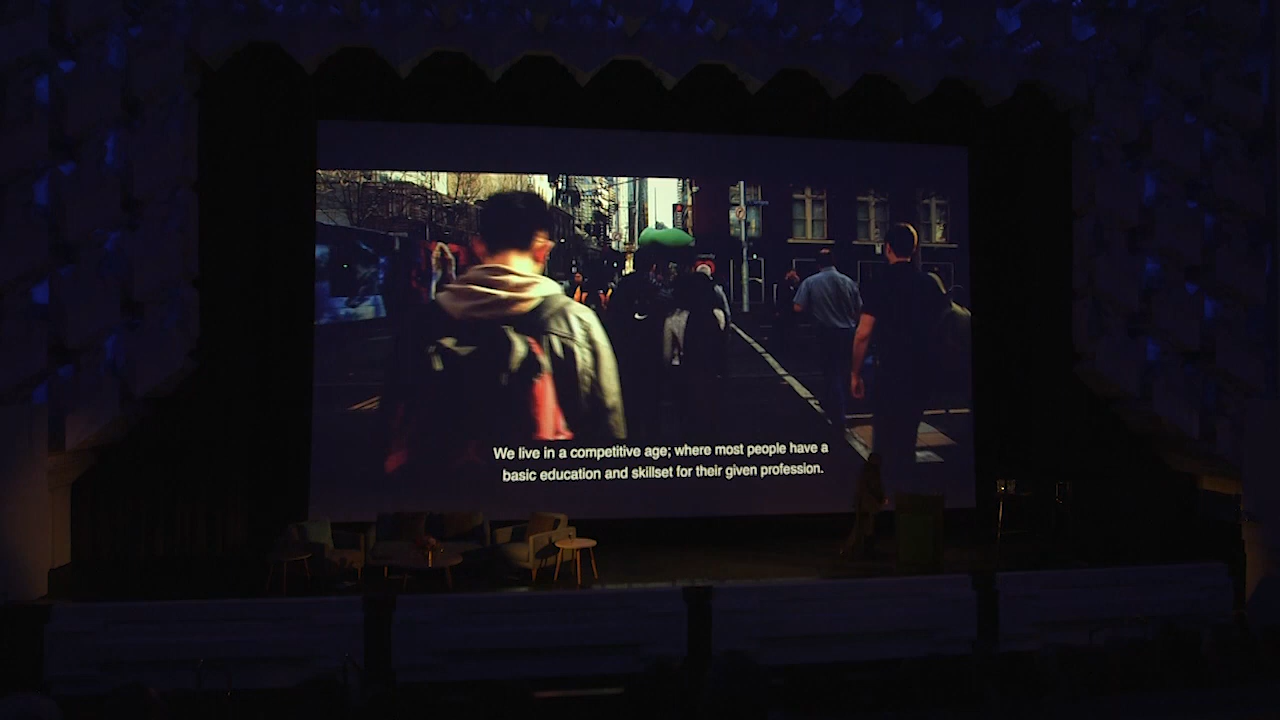 We live in a competitive age; where most people have a
basic education and skillset for their given profession.